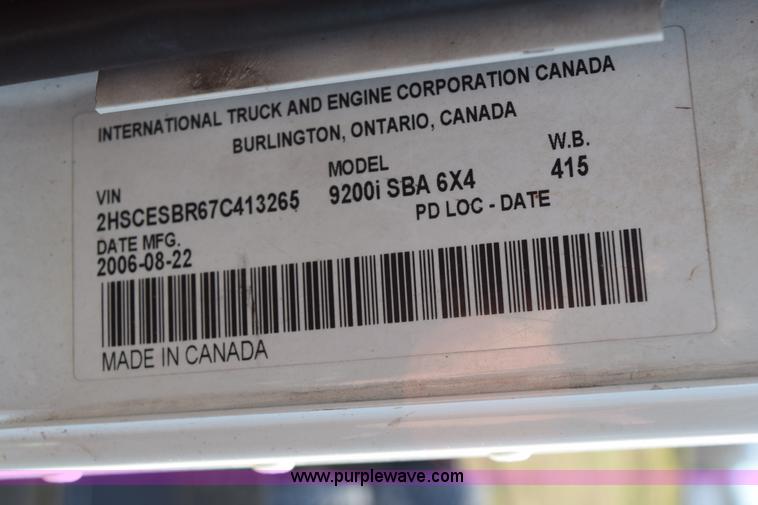 INTERNATIONAL TRUCK AND ENGINE CORPORATION CANADA
BURLINGTON, ONTARIO, CANADA
VIN MODEL W.B.
2HSCESBR67C413265 9200i SBA 6X4 415
DATE MFG. PD LOC - DATE
2006-08-22
MADE IN CANADA
www.purplewave.com